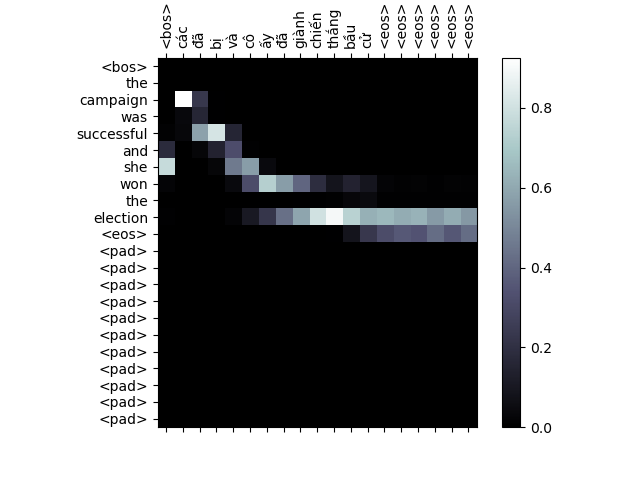 <bos> các đã bị và cô ấy đã giành chiến thắng bầu cử <eos> <eos> <eos> <eos> <eos> <eos>
<bos>
the
campaign
was
successful
and
she
won
the
election
<eos>
<pad>
<pad>
<pad>
<pad>
<pad>
<pad>
<pad>
<pad>
<pad>
<pad>
<pad>
0.8
0.6
0.4
0.2
0.0